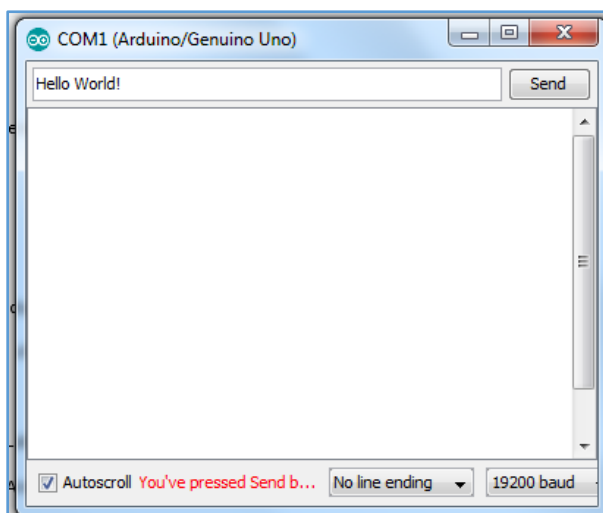 COM1 (Arduino/Genuino Uno)
Hello World!
Send
Autoscroll You've pressed Send b... No line ending 19200 baud